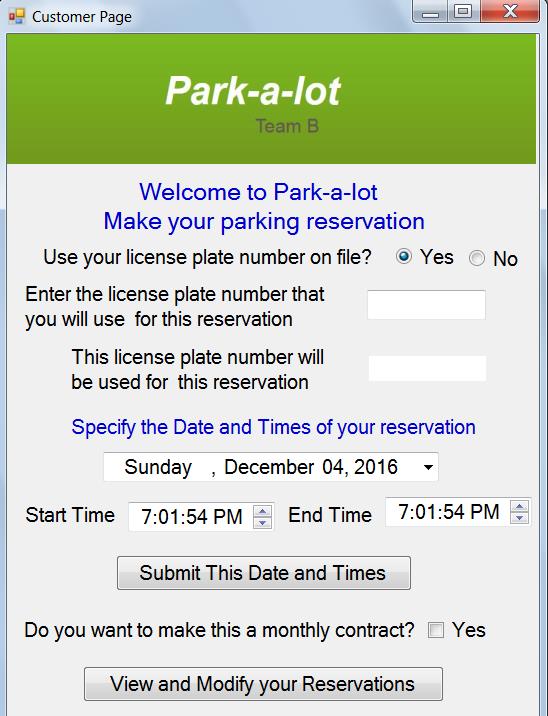 Customer Page
Park-a-lot
Team B
Welcome to Park-a-lot
Make your parking reservation
Use your license plate number on file? Yes No
Enter the license plate number that
you will use for this reservation
This license plate number will
be used for this reservation
Specify the Date and Times of your reservation
Sunday , December 04, 2016
Start Time 7:01:54 PM End Time 7:01:54 PM
Submit This Date and Times
Do you want to make this a monthly contract? Yes
View and Modify your Reservations